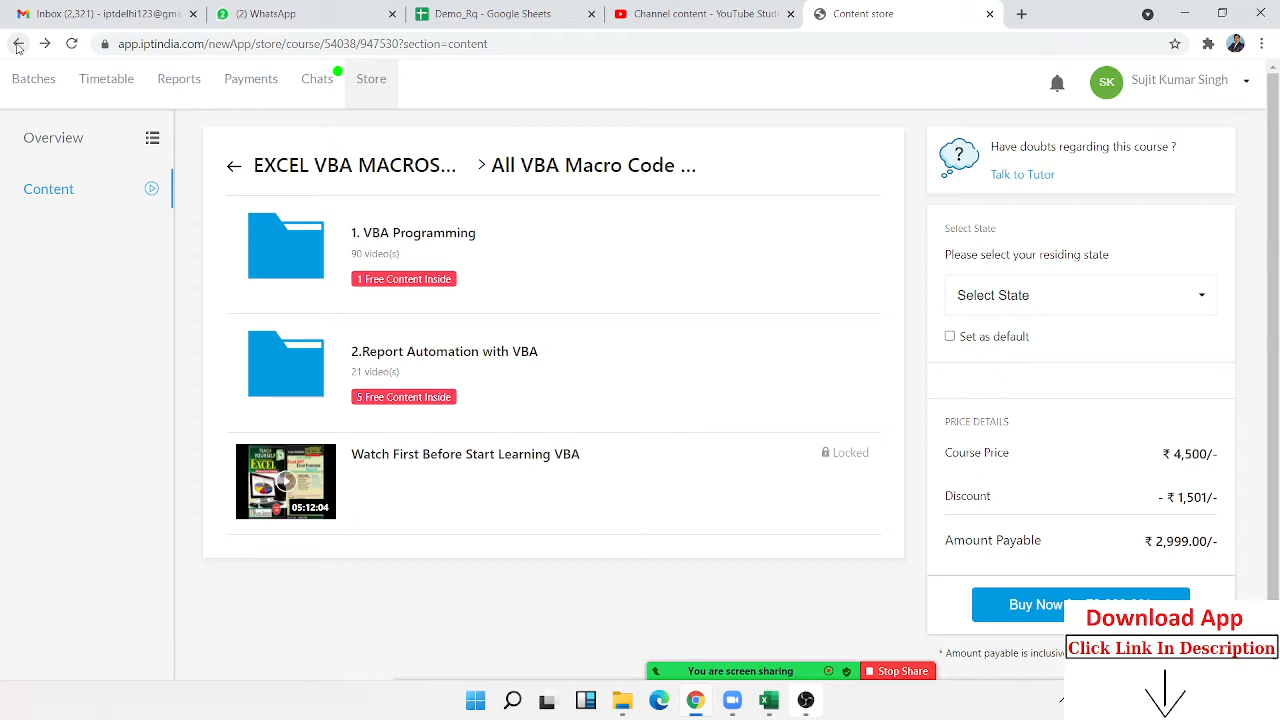 Inbox (2,321) - iptdelhi123@gma
(2) WhatsApp
Demo_Rq - Google Sheets
Channel content - YouTube Studi
Content store
app.iptindia.com/newApp/store/course/54038/947530?section=content
Batches
Timetable
Reports
Payments
Chats
Store
SK
Sujit Kumar Singh
Overview
Content
EXCEL VBA MACROS... > All VBA Macro Code ...
1. VBA Programming
90 video(s)
1 Free Content Inside
2.Report Automation with VBA
21 video(s)
5 Free Content Inside
Watch First Before Start Learning VBA
Locked
05:12:04
Have doubts regarding this course ?
Talk to Tutor
Select State
Please select your residing state
Select State
Set as default
PRICE DETAILS
Course Price ₹ 4,500/-
Discount - ₹ 1,501/-
Amount Payable ₹ 2,999.00/-
Buy Now
* Amount payable is inclusive
Download App
Click Link In Description
You are screen sharing
Stop Share